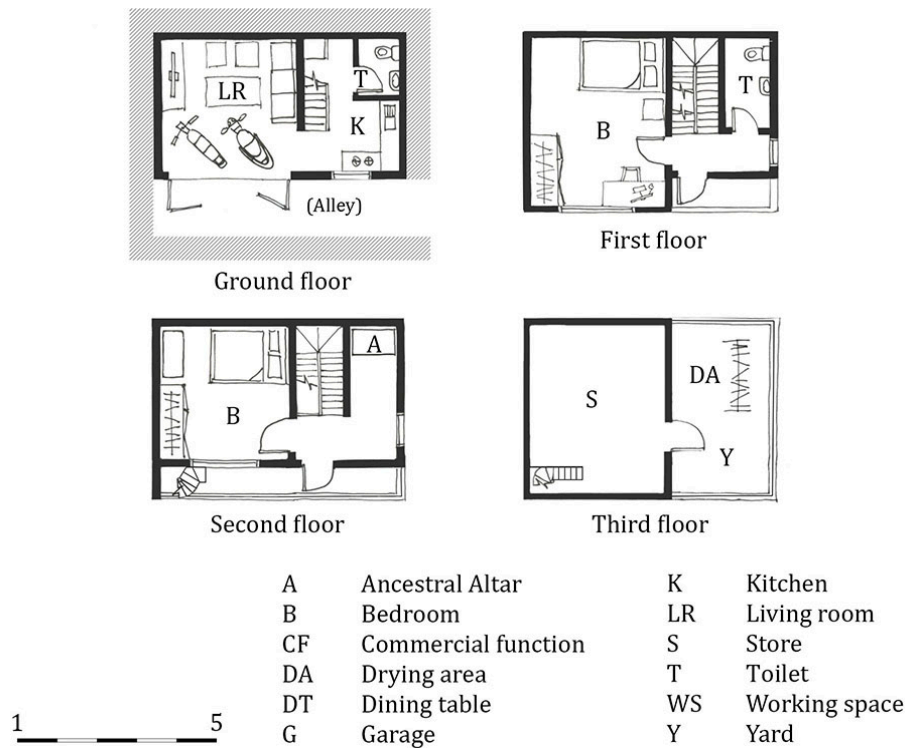 LR
T
K
(Alley)
Ground floor
B
T
First floor
A
B
Second floor
DA
S
Y
Third floor
A Ancestral Altar
B Bedroom
CF Commercial function
DA Drying area
DT Dining table
G Garage
K Kitchen
LR Living room
S Store
T Toilet
WS Working space
Y Yard
1 5